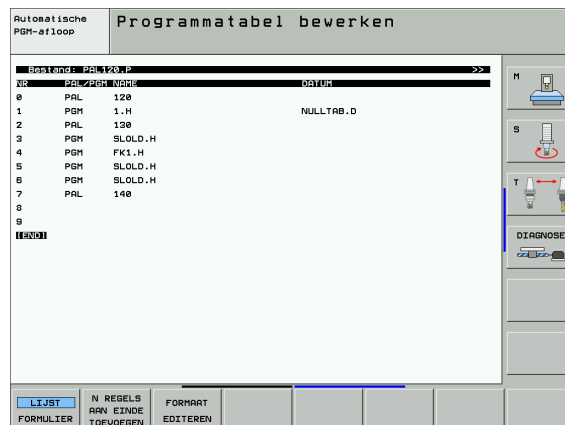 Automatische
PGM-afloop
Programmatabel bewerken
Bestand: PAL120.P >>
NR PAL/PGM NAME DATUM
0 PAL 120
1 PGM 1.H NULLTAB.D
2 PAL 130
3 PGM SLOLD.H
4 PGM FK1.H
5 PGM SLOLD.H
6 PGM SLOLD.H
7 PAL 140
8
9
[END]
M
S
T
DIAGNOSE
LIJST
FORMULIER
N REGELS
AAN EINDE
TOEVOEGEN
FORMAAT
EDITEREN